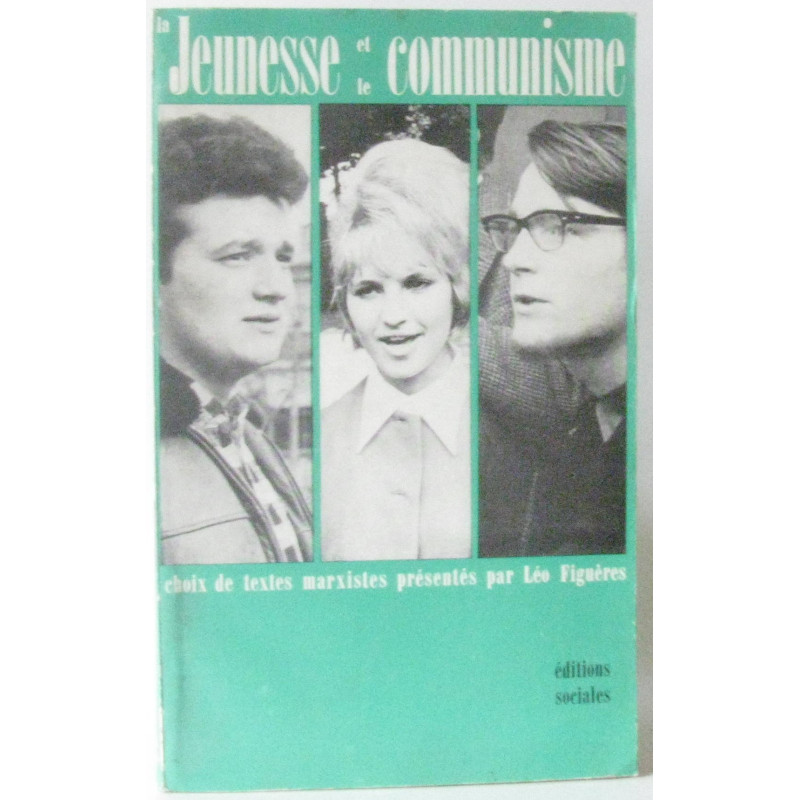 la Jeunesse et le communisme
choix de textes marxistes présentés par Léo Figuères
éditions
sociales